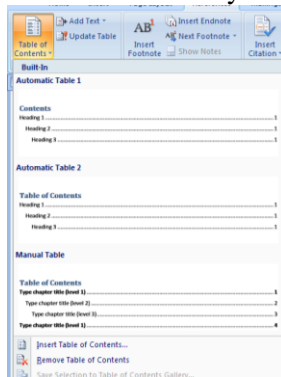 Add Text
Insert Endnote
Update Table
AB¹
Next Footnote
Table of Contents
Insert Footnote
Show Notes
Insert Citation
Built-In
Automatic Table 1
Contents
Heading 1 1
Heading 2 1
Heading 3 1
Automatic Table 2
Table of Contents
Heading 1 1
Heading 2 1
Heading 3 1
Manual Table
Table of Contents
Type chapter title (level 1) 1
Type chapter title (level 2) 2
Type chapter title (level 3) 3
Type chapter title (level 1) 4
Insert Table of Contents...
Remove Table of Contents
Save Selection to Table of Contents Gallery...